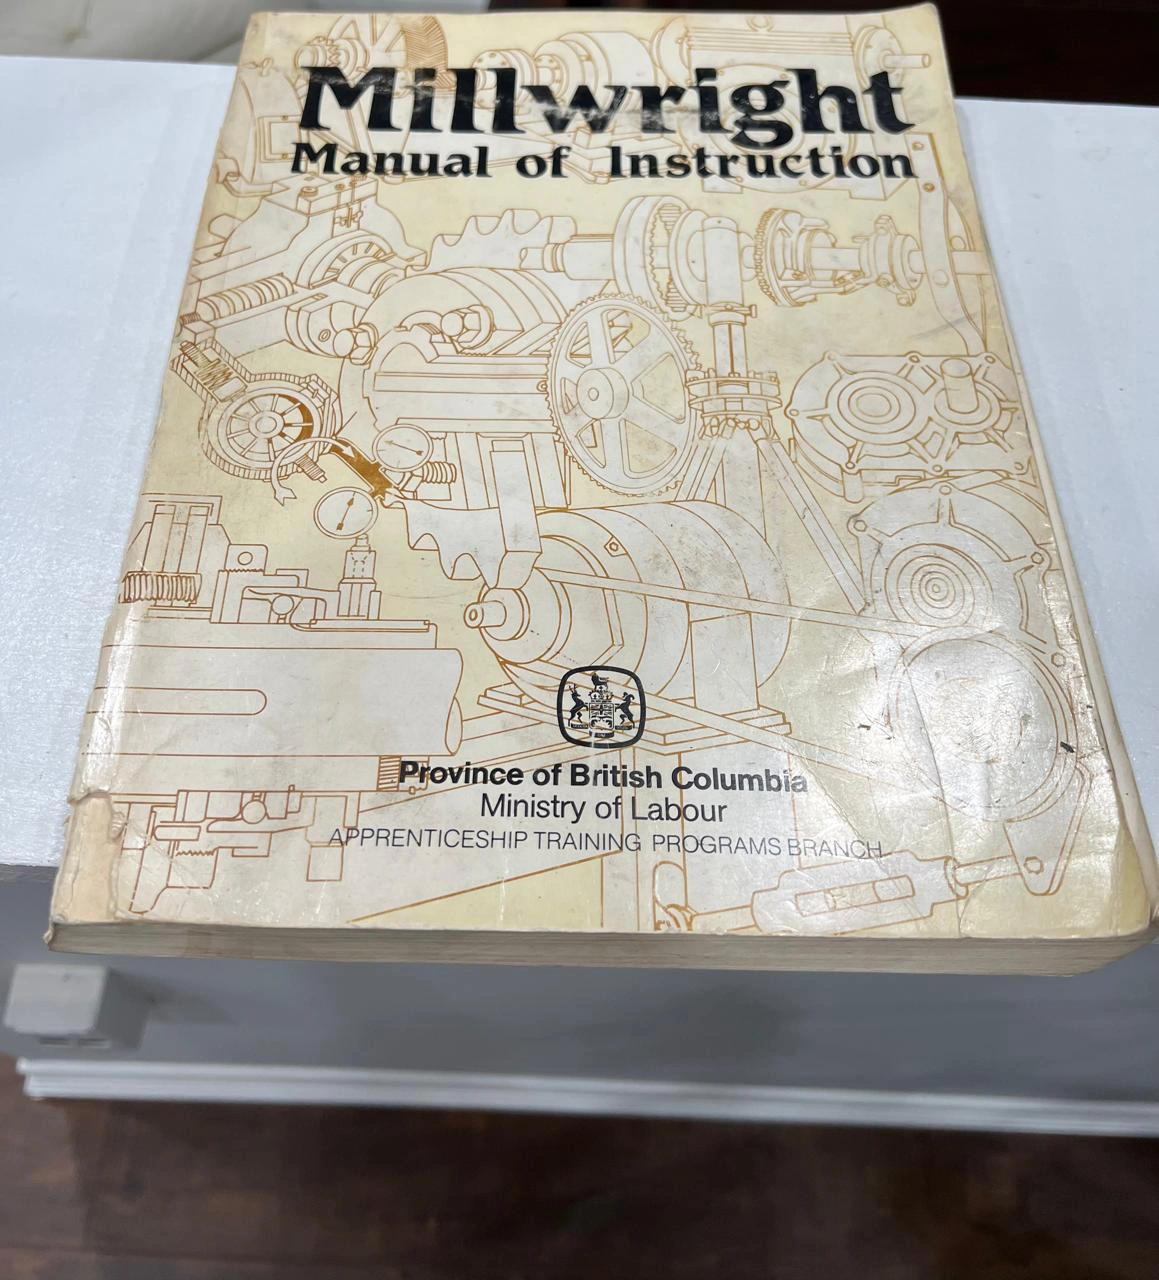 Millwright
Manual of Instruction
Province of British Columbia
Ministry of Labour
APPRENTICESHIP TRAINING PROGRAMS BRANCH